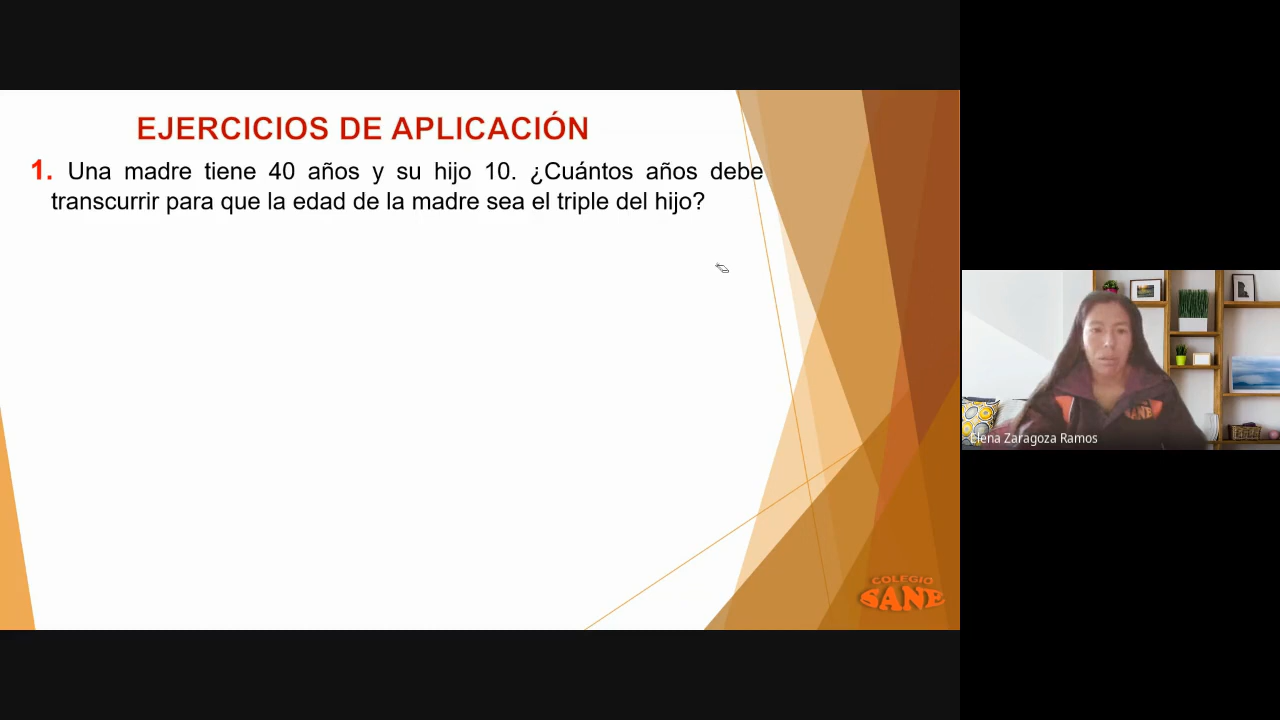 EJERCICIOS DE APLICACIÓN
1. Una madre tiene 40 años y su hijo 10. ¿Cuántos años debe
transcurrir para que la edad de la madre sea el triple del hijo?
COLEGIO
SANE
SANE
Elena Zaragoza Ramos